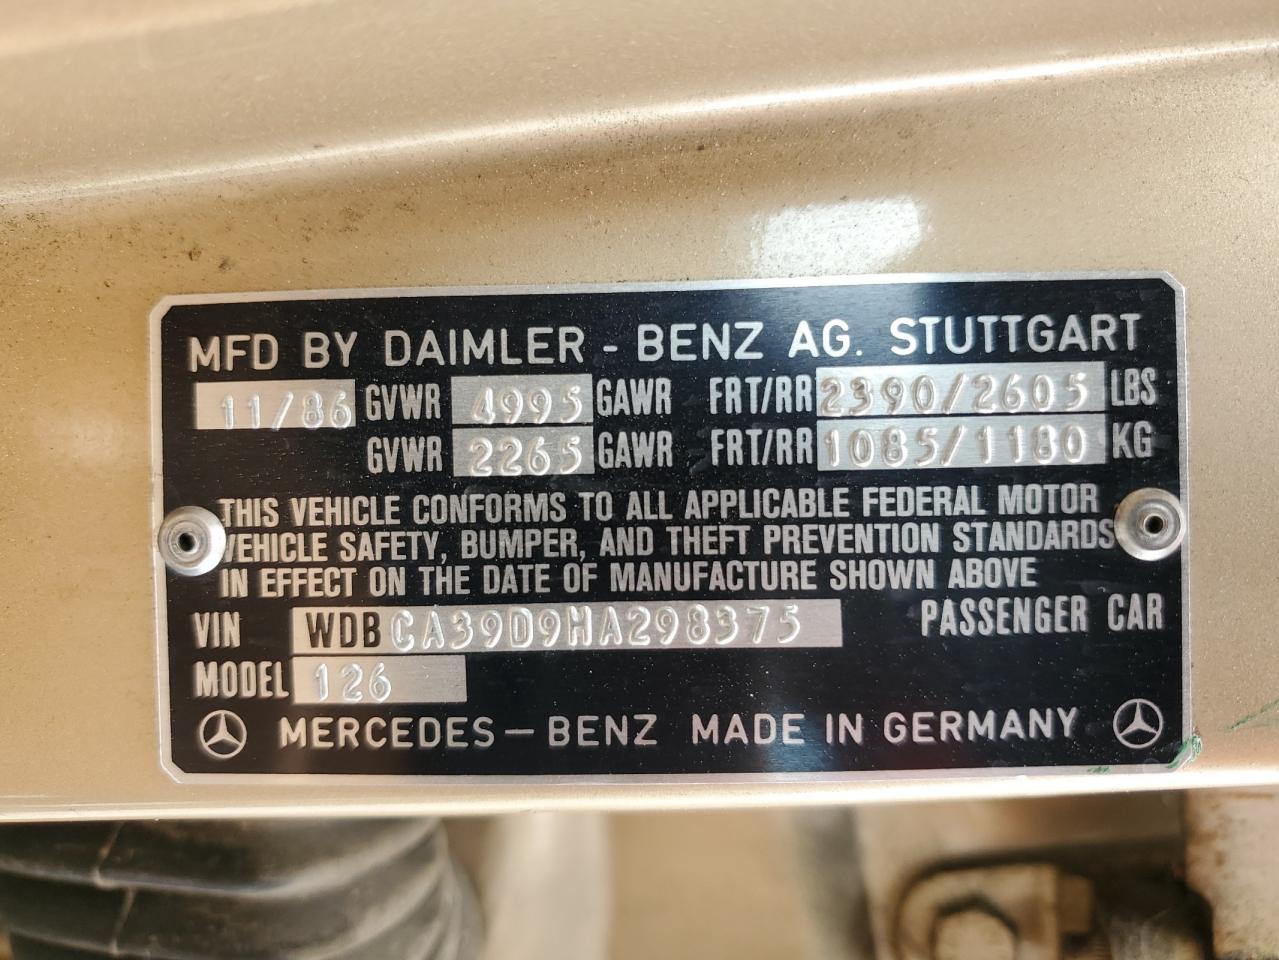 MFD BY DAIMLER - BENZ AG. STUTTGART
11/86 GVWR 4995 GAWR FRT/RR 2390/2605 LBS
GVWR 2265 GAWR FRT/RR 1085/1180 KG
THIS VEHICLE CONFORMS TO ALL APPLICABLE FEDERAL MOTOR
VEHICLE SAFETY, BUMPER, AND THEFT PREVENTION STANDARDS
IN EFFECT ON THE DATE OF MANUFACTURE SHOWN ABOVE
VIN WDBCA39D9HA298375 PASSENGER CAR
MODEL 126
MERCEDES - BENZ MADE IN GERMANY